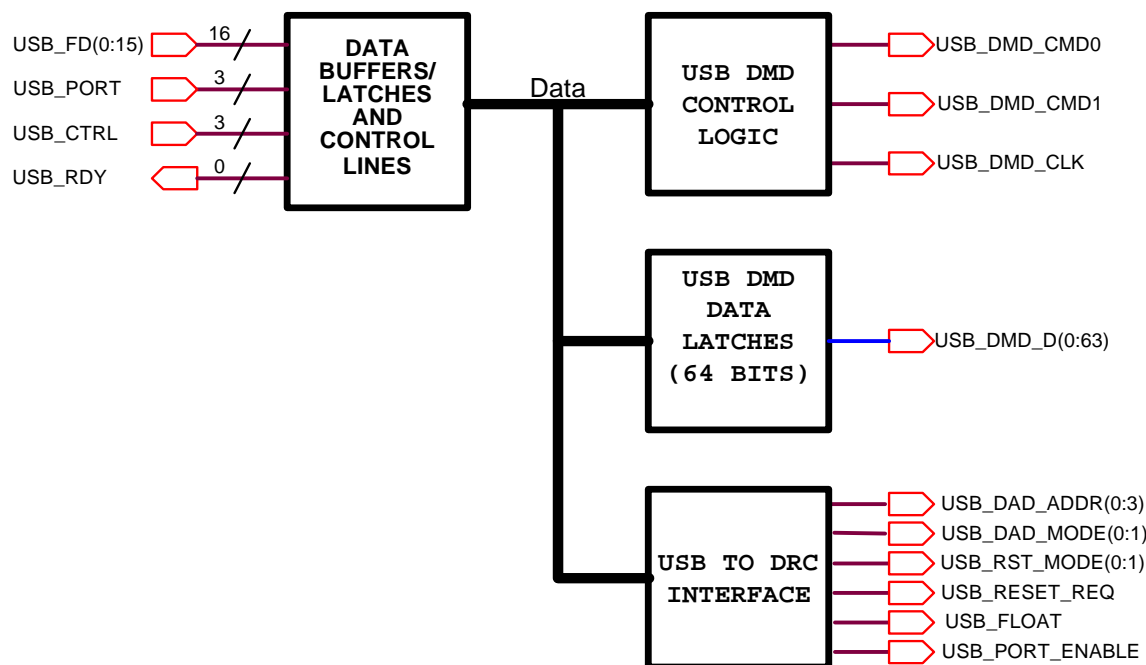 USB_FD(0:15)
16
USB_PORT
3
USB_CTRL
3
USB_RDY
0
DATA
BUFFERS/
LATCHES
AND
CONTROL
LINES
Data
USB DMD
CONTROL
LOGIC
USB_DMD_CMD0
USB_DMD_CMD1
USB_DMD_CLK
USB DMD
DATA
LATCHES
(64 BITS)
USB_DMD_D(0:63)
USB TO DRC
INTERFACE
USB_DAD_ADDR(0:3)
USB_DAD_MODE(0:1)
USB_RST_MODE(0:1)
USB_RESET_REQ
USB_FLOAT
USB_PORT_ENABLE